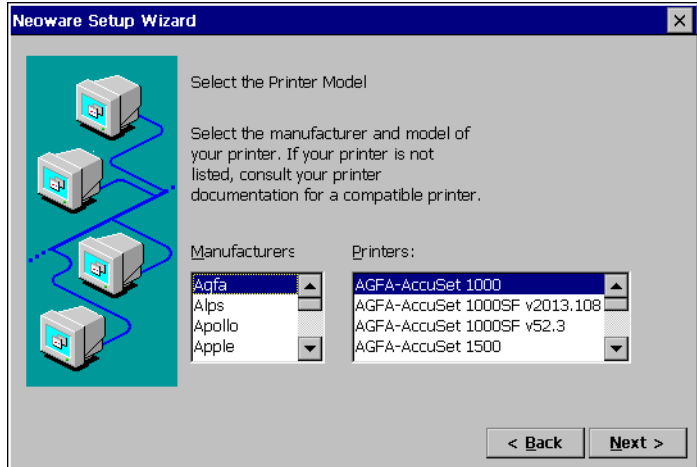 Neoware Setup Wizard
Select the Printer Model
Select the manufacturer and model of
your printer. If your printer is not
listed, consult your printer
documentation for a compatible printer.
Manufacturers Printers:
Agfa
Alps
Apollo
Apple
AGFA-AccuSet 1000
AGFA-AccuSet 1000SF v2013.108
AGFA-AccuSet 1000SF v52.3
AGFA-AccuSet 1500
< Back Next >